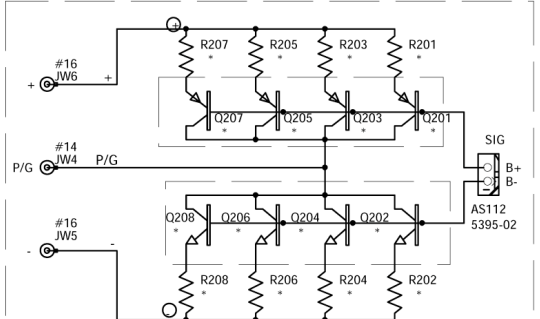 +
R207 R205 R203 R201
* * * *
#16
JW6
+ +
Q207 Q205 Q203 Q201
* * * *
SIG
#14
JW4
P/G P/G
B+
B-
AS112
5395-02
Q208 Q206 Q204 Q202
* * * *
#16
JW5
- -
R208 R206 R204 R202
* * * *
-